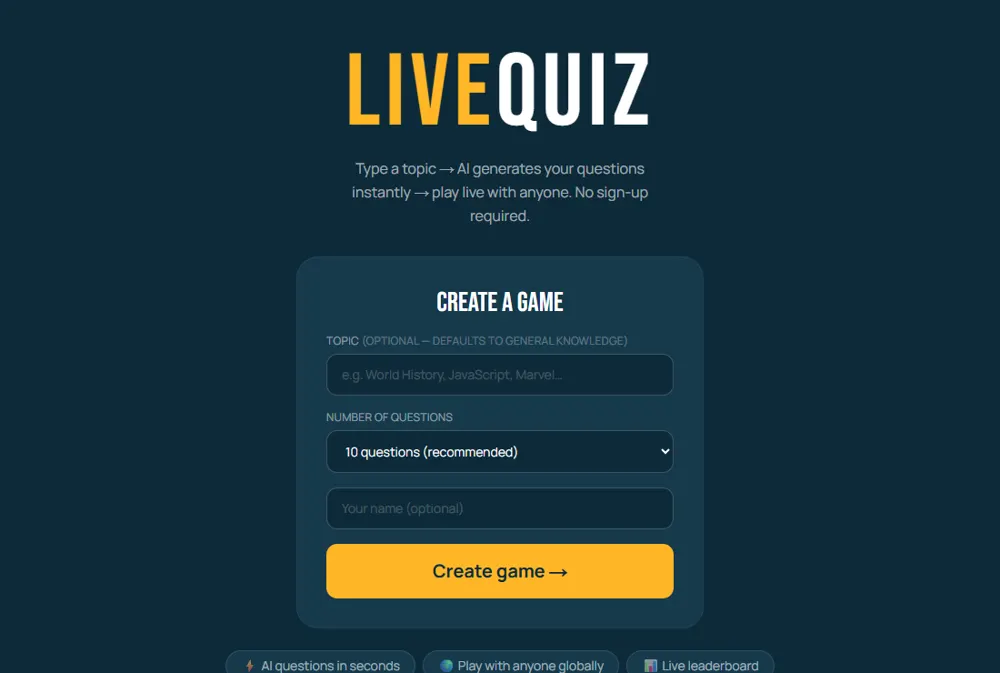 LIVEQUIZ
Type a topic → AI generates your questions
instantly → play live with anyone. No sign-up
required.
CREATE A GAME
TOPIC (OPTIONAL — DEFAULTS TO GENERAL KNOWLEDGE)
e.g. World History, JavaScript, Marvel...
NUMBER OF QUESTIONS
10 questions (recommended)
Your name (optional)
Create game →
⚡ AI questions in seconds
🌍 Play with anyone globally
📊 Live leaderboard